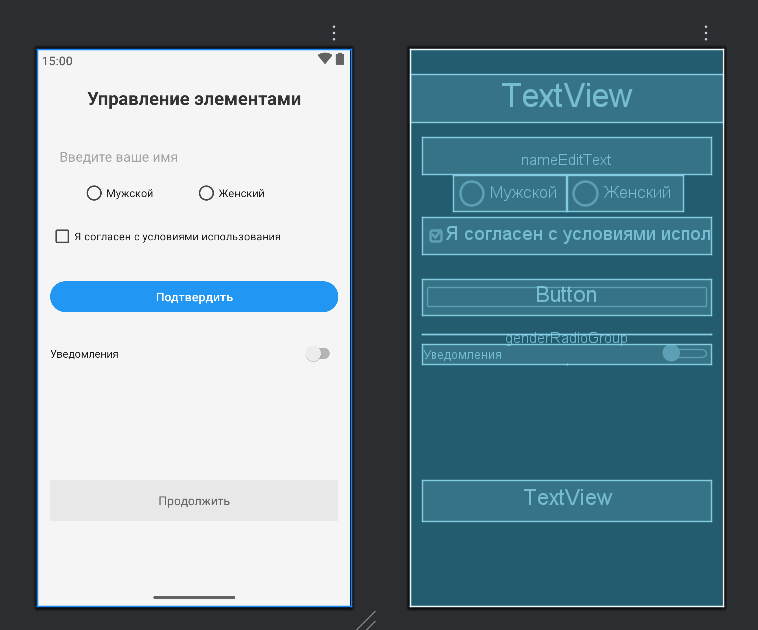 15:00
Управление элементами
Введите ваше имя
Мужской
Женский
Я согласен с условиями использования
Подтвердить
Уведомления
Продолжить
TextView
nameEditText
Мужской
Женский
Я согласен с условиями испол
Button
genderRadioGroup
Уведомления
TextView